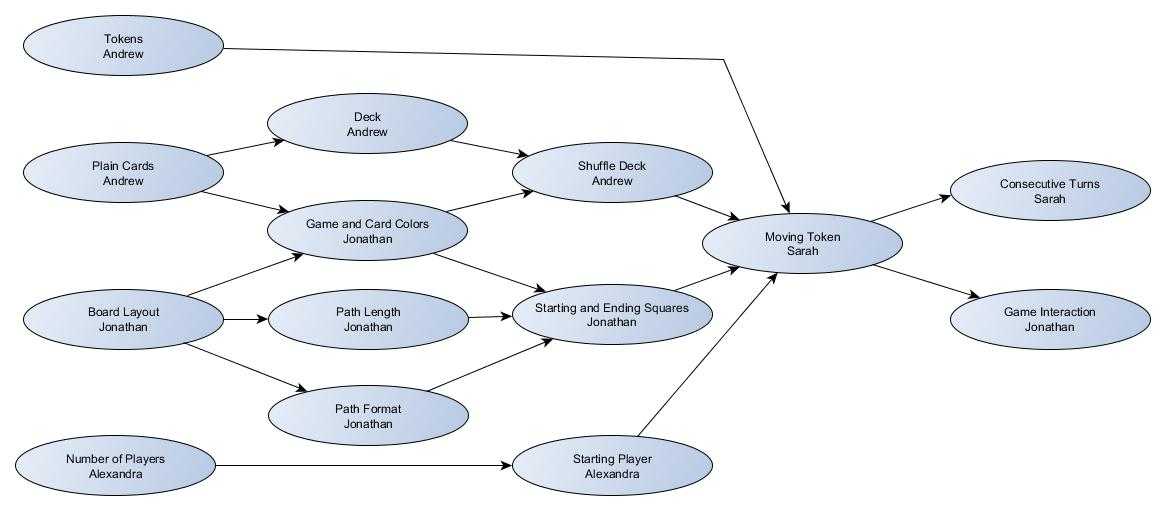 Tokens
Andrew
Deck
Andrew
Plain Cards
Andrew
Shuffle Deck
Andrew
Consecutive Turns
Sarah
Game and Card Colors
Jonathan
Moving Token
Sarah
Board Layout
Jonathan
Path Length
Jonathan
Starting and Ending Squares
Jonathan
Game Interaction
Jonathan
Path Format
Jonathan
Number of Players
Alexandra
Starting Player
Alexandra